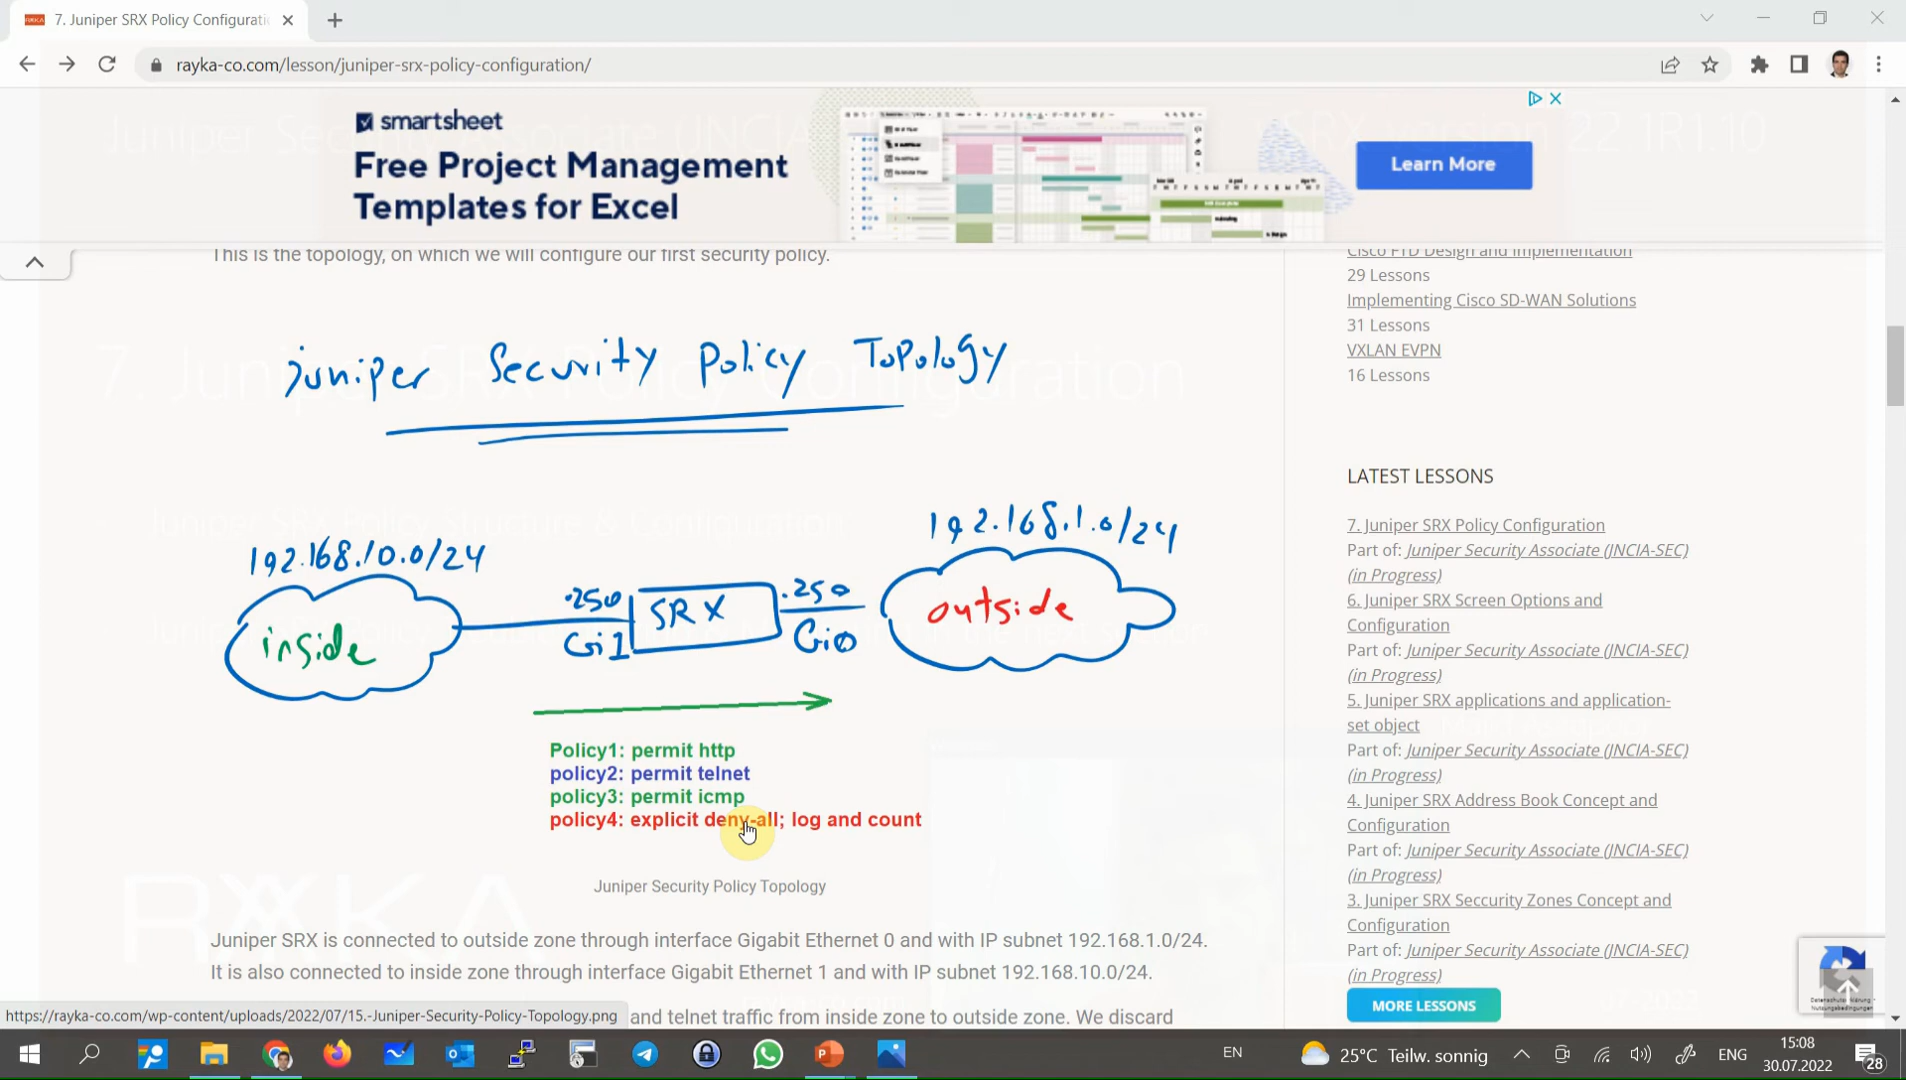 7. Juniper SRX Policy Configurati
rayka-co.com/lesson/juniper-srx-policy-configuration/
smartsheet
Free Project Management
Templates for Excel
Learn More
This is the topology, on which we will configure our first security policy.
juniper Security Policy Topology
192.168.10.0/24
192.168.1.0/24
inside
.250
Gi1
SRX
.250
Gi0
outside
Policy1: permit http
policy2: permit telnet
policy3: permit icmp
policy4: explicit deny-all; log and count
Juniper Security Policy Topology
Juniper SRX is connected to outside zone through interface Gigabit Ethernet 0 and with IP subnet 192.168.1.0/24.
It is also connected to inside zone through interface Gigabit Ethernet 1 and with IP subnet 192.168.10.0/24.
and telnet traffic from inside zone to outside zone. We discard
Cisco FTD Design and Implementation
29 Lessons
Implementing Cisco SD-WAN Solutions
31 Lessons
VXLAN EVPN
16 Lessons
LATEST LESSONS
7. Juniper SRX Policy Configuration
Part of: Juniper Security Associate (JNCIA-SEC)
(in Progress)
6. Juniper SRX Screen Options and
Configuration
Part of: Juniper Security Associate (JNCIA-SEC)
(in Progress)
5. Juniper SRX applications and application-
set object
Part of: Juniper Security Associate (JNCIA-SEC)
(in Progress)
4. Juniper SRX Address Book Concept and
Configuration
Part of: Juniper Security Associate (JNCIA-SEC)
(in Progress)
3. Juniper SRX Seccurity Zones Concept and
Configuration
Part of: Juniper Security Associate (JNCIA-SEC)
(in Progress)
MORE LESSONS
https://rayka-co.com/wp-content/uploads/2022/07/15.-Juniper-Security-Policy-Topology.png
EN
25°C Teilw. sonnig
ENG
15:08
30.07.2022
28